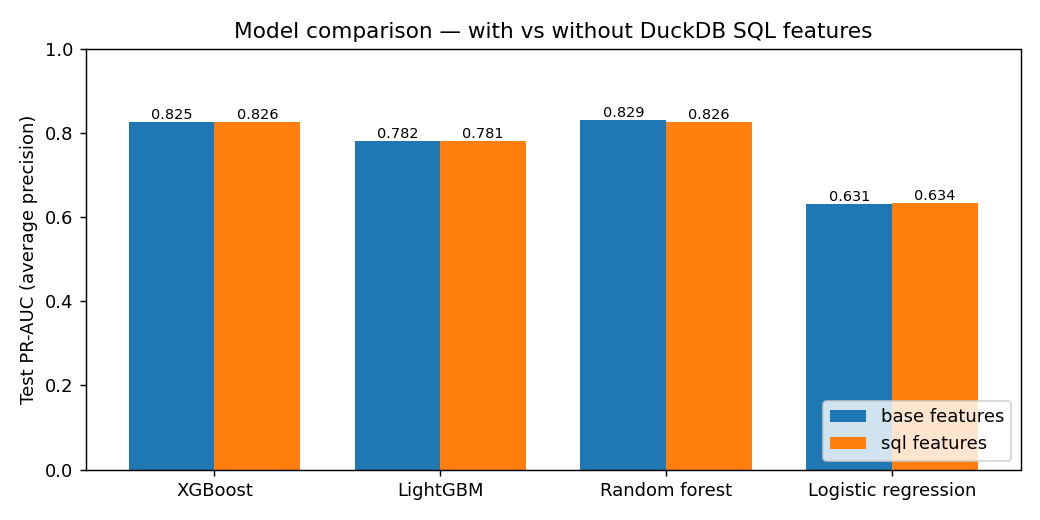 Model comparison — with vs without DuckDB SQL features
Test PR-AUC (average precision)
1.0
0.8
0.6
0.4
0.2
0.0
0.825
0.826
0.782
0.781
0.829
0.826
0.631
0.634
base features
sql features
XGBoost
LightGBM
Random forest
Logistic regression